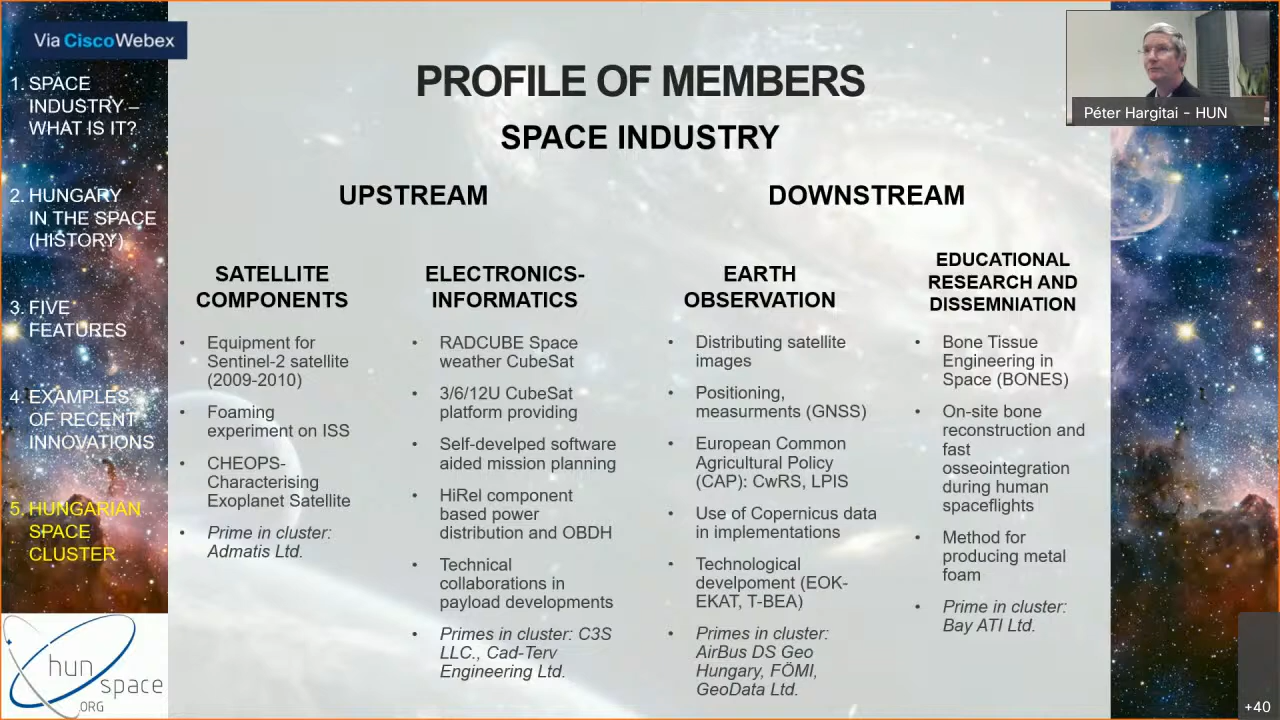 Via Cisco Webex
1. SPACE
INDUSTRY –
WHAT IS IT?
2. HUNGARY
IN THE SPACE
(HISTORY)
3. FIVE
FEATURES
4. EXAMPLES
OF RECENT
INNOVATIONS
5. HUNGARIAN
SPACE
CLUSTER
hun
space
.ORG
PROFILE OF MEMBERS
SPACE INDUSTRY
UPSTREAM
SATELLITE
COMPONENTS
• Equipment for
Sentinel-2 satellite
(2009-2010)
• Foaming
experiment on ISS
• CHEOPS-
Characterising
Exoplanet Satellite
• Prime in cluster:
Admatis Ltd.
ELECTRONICS-
INFORMATICS
• RADCUBE Space
weather CubeSat
• 3/6/12U CubeSat
platform providing
• Self-develped software
aided mission planning
• HiRel component
based power
distribution and OBDH
• Technical
collaborations in
payload developments
• Primes in cluster: C3S
LLC., Cad-Terv
Engineering Ltd.
DOWNSTREAM
EARTH
OBSERVATION
• Distributing satellite
images
• Positioning,
measurments (GNSS)
• European Common
Agricultural Policy
(CAP): CwRS, LPIS
• Use of Copernicus data
in implementations
• Technological
develpoment (EOK-
EKAT, T-BEA)
• Primes in cluster:
AirBus DS Geo
Hungary, FÖMI,
GeoData Ltd.
EDUCATIONAL
RESEARCH AND
DISSEMNIATION
• Bone Tissue
Engineering in
Space (BONES)
• On-site bone
reconstruction and
fast
osseointegration
during human
spaceflights
• Method for
producing metal
foam
• Prime in cluster:
Bay ATI Ltd.
Péter Hargitai - HUN
+40